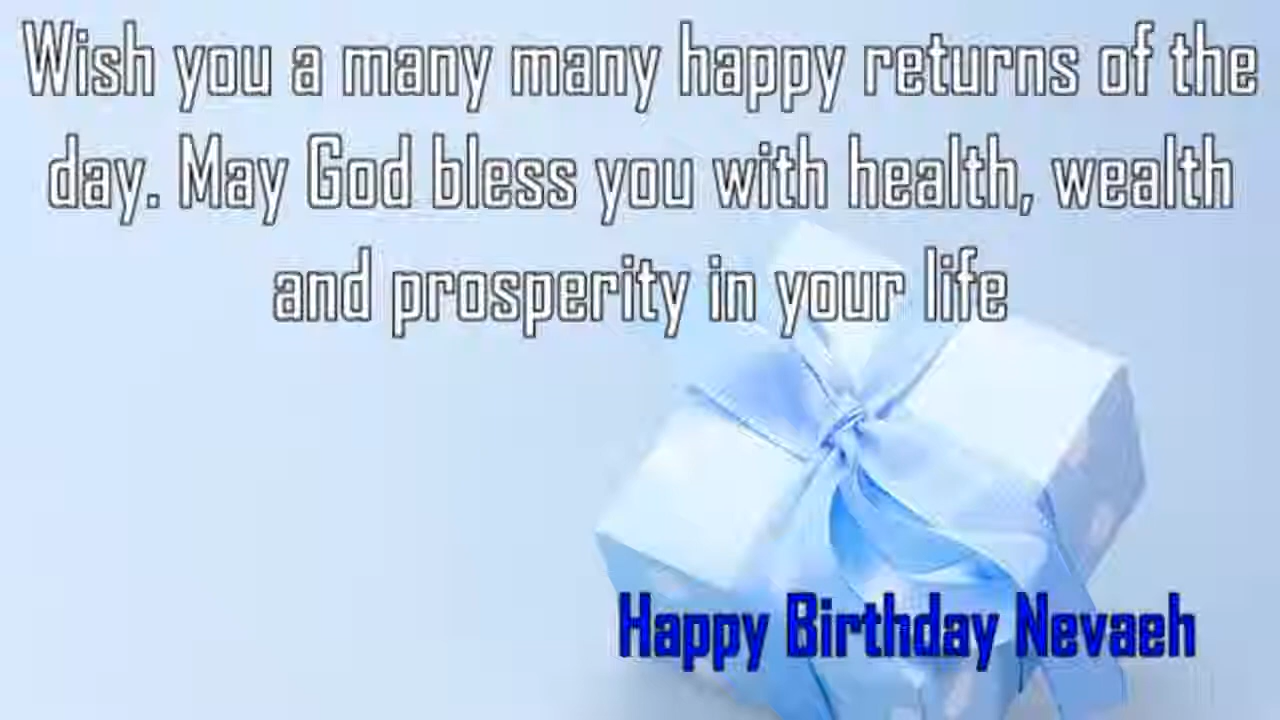 Wish you a many many happy returns of the
day. May God bless you with health, wealth
and prosperity in your life
Happy Birthday Nevaeh